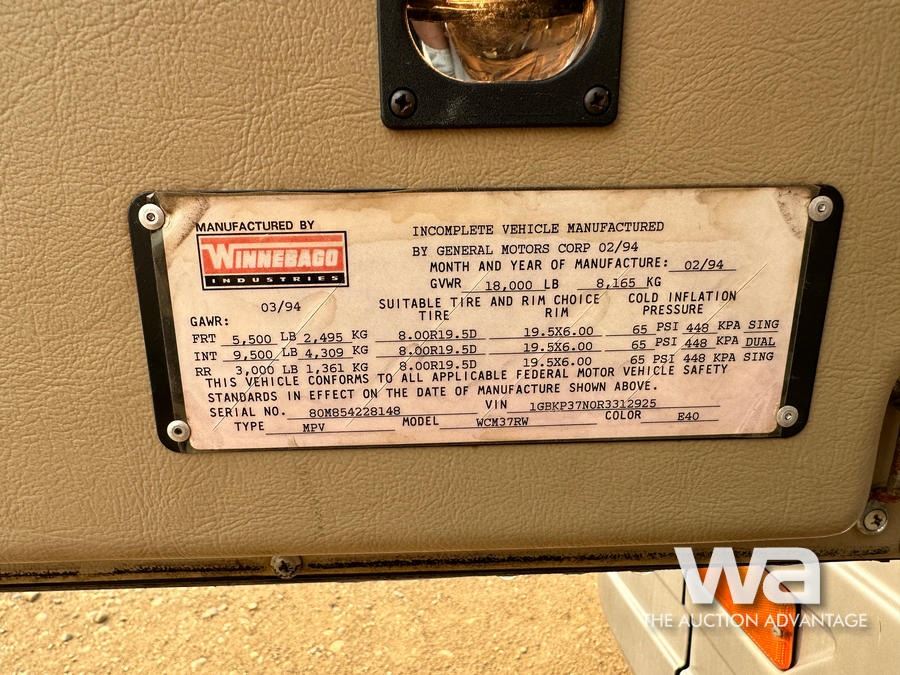 MANUFACTURED BY
WINNEBAGO
INDUSTRIES
03/94
INCOMPLETE VEHICLE MANUFACTURED
BY GENERAL MOTORS CORP 02/94
MONTH AND YEAR OF MANUFACTURE: 02/94
GVWR 18,000 LB 8,165 KG
SUITABLE TIRE AND RIM CHOICE COLD INFLATION
GAWR: TIRE RIM PRESSURE
FRT 5,500 LB 2,495 KG 8.00R19.5D 19.5X6.00 65 PSI 448 KPA SING
INT 9,500 LB 4,309 KG 8.00R19.5D 19.5X6.00 65 PSI 448 KPA DUAL
RR 3,000 LB 1,361 KG 8.00R19.5D 19.5X6.00 65 PSI 448 KPA SING
THIS VEHICLE CONFORMS TO ALL APPLICABLE FEDERAL MOTOR VEHICLE SAFETY
STANDARDS IN EFFECT ON THE DATE OF MANUFACTURE SHOWN ABOVE.
SERIAL NO. 80M854228148 VIN 1GBKP37N0R3312925
TYPE MPV MODEL WCM37RW COLOR E40
wa
THE AUCTION ADVANTAGE